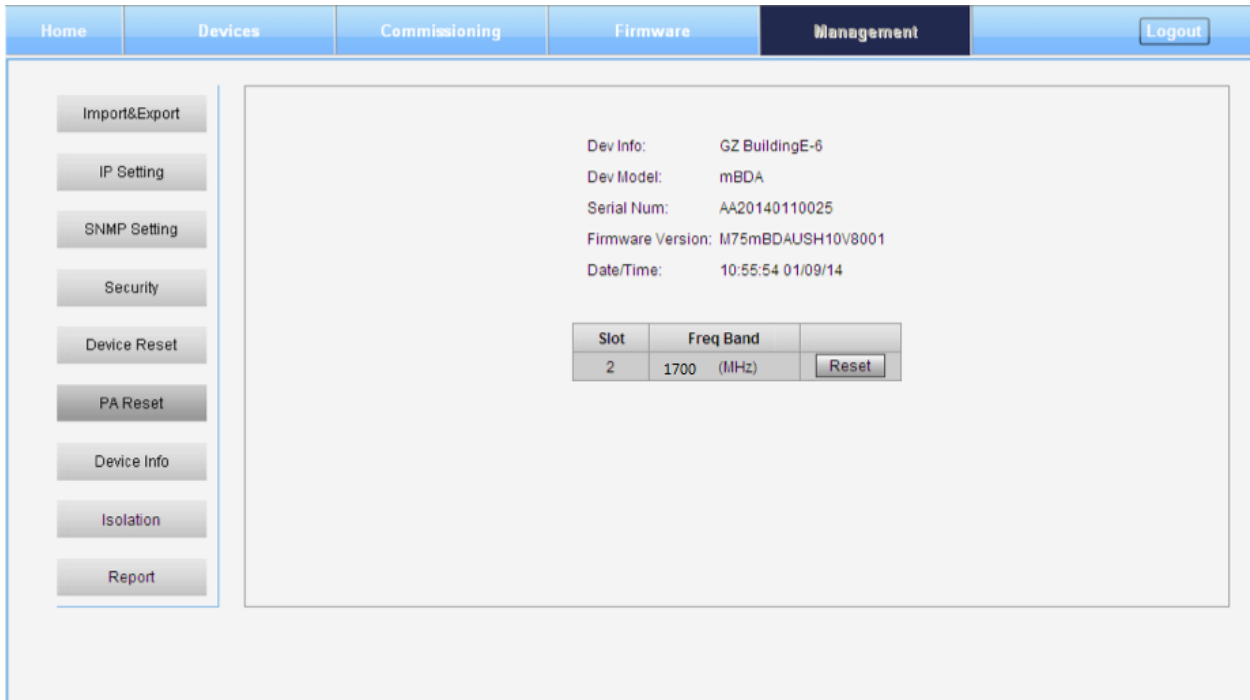 Home Devices Commissioning Firmware Management Logout
Import&Export
IP Setting
SNMP Setting
Security
Device Reset
PA Reset
Device Info
Isolation
Report
Dev Info: GZ BuildingE-6
Dev Model: mBDA
Serial Num: AA20140110025
Firmware Version: M75mBDAUSH10V8001
Date/Time: 10:55:54 01/09/14
Slot Freq Band
2 1700 (MHz) Reset